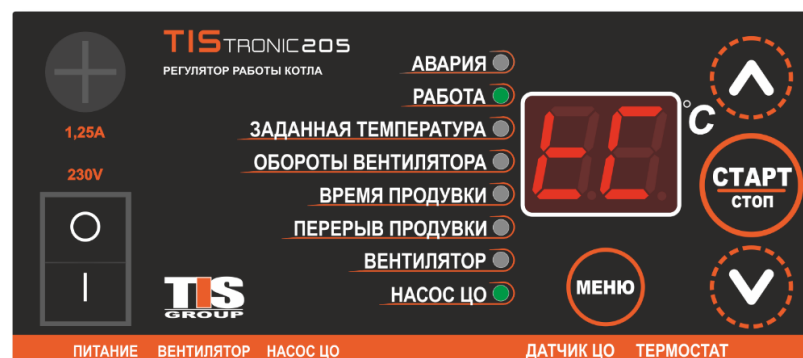 TISTRONIC205
РЕГУЛЯТОР РАБОТЫ КОТЛА
1,25A
230V
O
I
АВАРИЯ
РАБОТА
ЗАДАННАЯ ТЕМПЕРАТУРА
ОБОРОТЫ ВЕНТИЛЯТОРА
ВРЕМЯ ПРОДУВКИ
ПЕРЕРЫВ ПРОДУВКИ
ВЕНТИЛЯТОР
НАСОС ЦО
tC
°C
СТАРТ
СТОП
МЕНЮ
TIS
GROUP
ПИТАНИЕ ВЕНТИЛЯТОР НАСОС ЦО ДАТЧИК ЦО ТЕРМОСТАТ